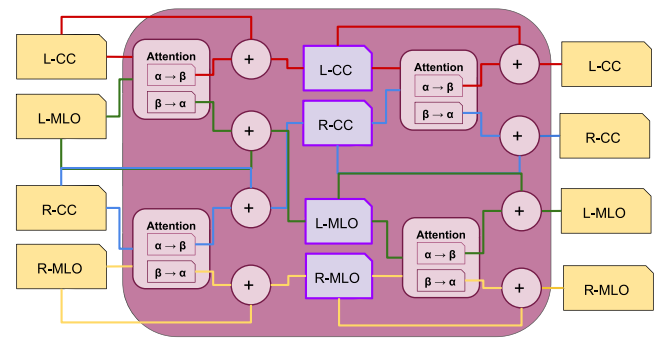 L-CC
L-MLO
R-CC
R-MLO
Attention
α → β
β → α
+
+
Attention
α → β
β → α
+
+
L-CC
R-CC
L-MLO
R-MLO
Attention
α → β
β → α
+
+
Attention
α → β
β → α
+
+
L-CC
R-CC
L-MLO
R-MLO